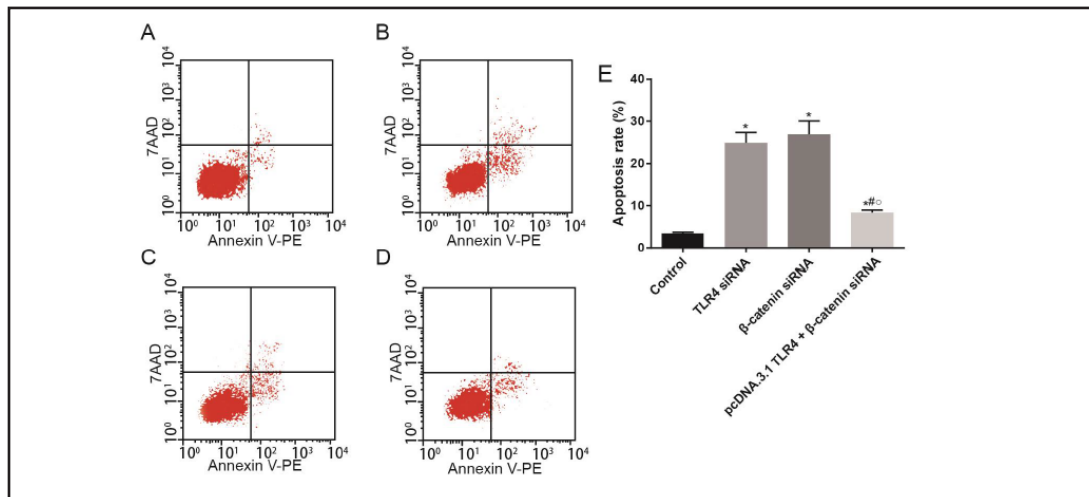 A
10⁴
10³
10²
10¹
10⁰
7AAD
10⁰ 10¹ 10² 10³ 10⁴
Annexin V-PE
B
10⁴
10³
10²
10¹
10⁰
7AAD
10⁰ 10¹ 10² 10³ 10⁴
Annexin V-PE
C
10⁴
10³
10²
10¹
10⁰
7AAD
10⁰ 10¹ 10² 10³ 10⁴
Annexin V-PE
D
10⁴
10³
10²
10¹
10⁰
7AAD
10⁰ 10¹ 10² 10³ 10⁴
Annexin V-PE
E
Apoptosis rate (%)
40
30
20
10
0
*
*
*#○
Control
TLR4 siRNA
β-catenin siRNA
pcDNA.3.1 TLR4 + β-catenin siRNA